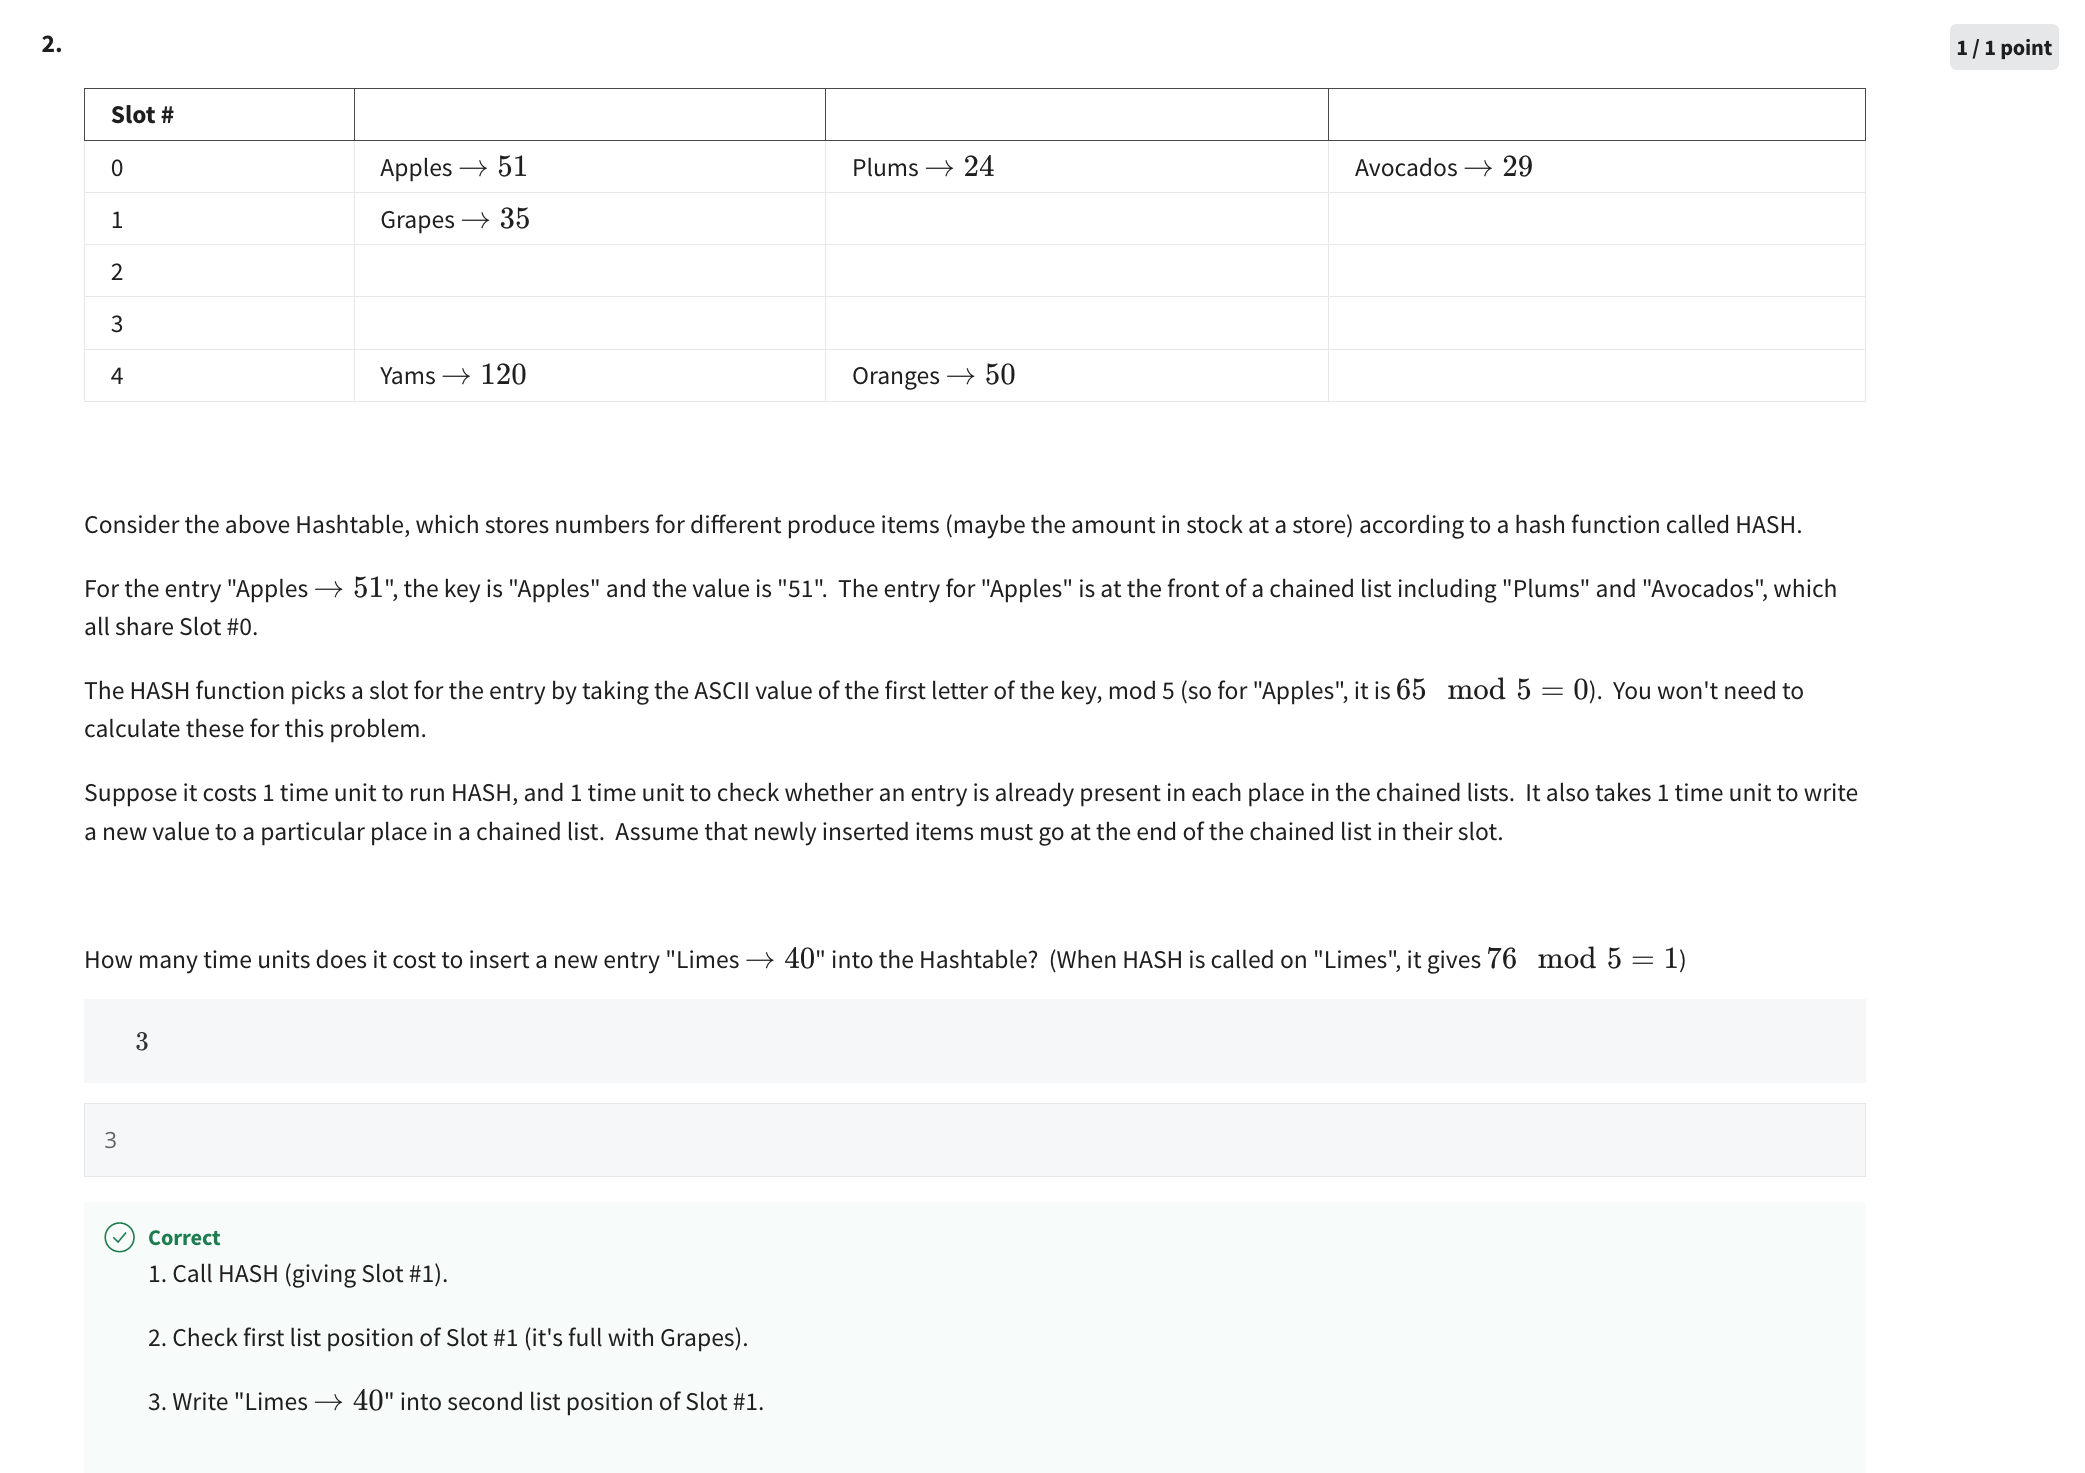 2.
1 / 1 point
Slot #
0 Apples → 51 Plums → 24 Avocados → 29
1 Grapes → 35
2
3
4 Yams → 120 Oranges → 50
Consider the above Hashtable, which stores numbers for different produce items (maybe the amount in stock at a store) according to a hash function called HASH.
For the entry "Apples → 51", the key is "Apples" and the value is "51". The entry for "Apples" is at the front of a chained list including "Plums" and "Avocados", which
all share Slot #0.
The HASH function picks a slot for the entry by taking the ASCII value of the first letter of the key, mod 5 (so for "Apples", it is 65 mod 5 = 0). You won't need to
calculate these for this problem.
Suppose it costs 1 time unit to run HASH, and 1 time unit to check whether an entry is already present in each place in the chained lists. It also takes 1 time unit to write
a new value to a particular place in a chained list. Assume that newly inserted items must go at the end of the chained list in their slot.
How many time units does it cost to insert a new entry "Limes → 40" into the Hashtable? (When HASH is called on "Limes", it gives 76 mod 5 = 1)
3
3
Correct
1. Call HASH (giving Slot #1).
2. Check first list position of Slot #1 (it's full with Grapes).
3. Write "Limes → 40" into second list position of Slot #1.